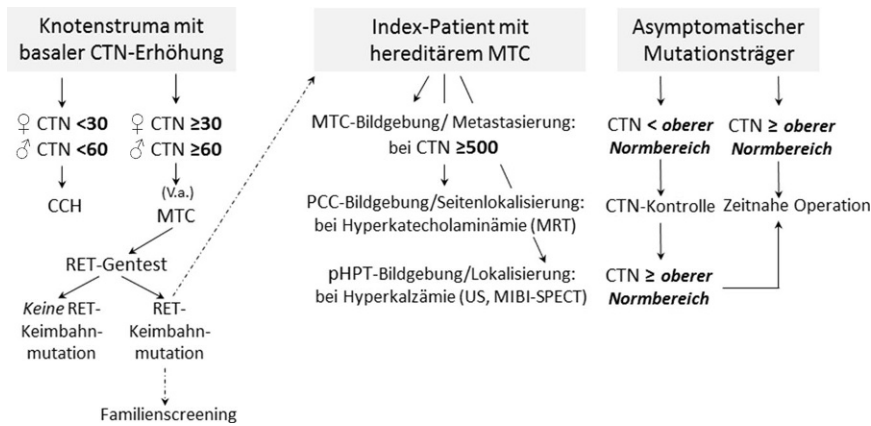 Knotenstruma mit
basaler CTN-Erhöhung
♀ CTN <30
♂ CTN <60
♀ CTN ≥30
♂ CTN ≥60
CCH
(V.a.)
MTC
RET-Gentest
Keine RET-
Keimbahn-
mutation
RET-
Keimbahn-
mutation
Familienscreening
Index-Patient mit
hereditärem MTC
MTC-Bildgebung/ Metastasierung:
bei CTN ≥500
PCC-Bildgebung/Seitenlokalisierung:
bei Hyperkatecholaminämie (MRT)
pHPT-Bildgebung/Lokalisierung:
bei Hyperkalzämie (US, MIBI-SPECT)
Asymptomatischer
Mutationsträger
CTN < oberer
Normbereich
CTN ≥ oberer
Normbereich
CTN-Kontrolle
Zeitnahe Operation
CTN ≥ oberer
Normbereich